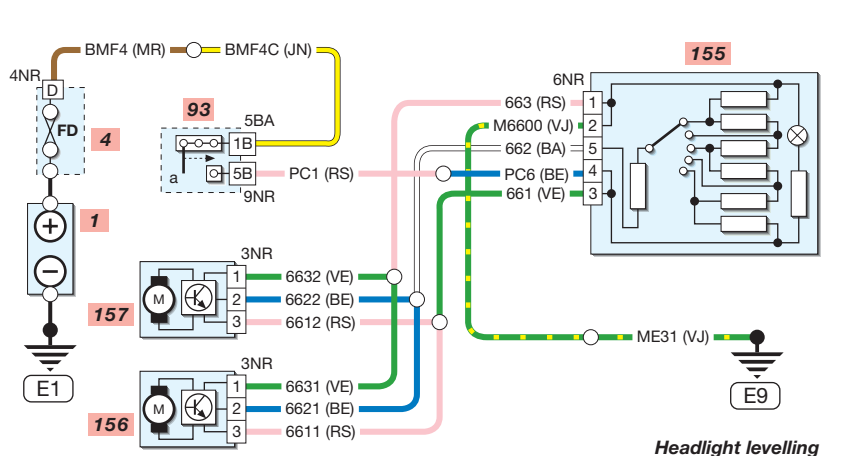 BMF4 (MR) BMF4C (JN)
155
4NR
D
FD
4
93
5BA
1B
a
5B
9NR
PC1 (RS)
6NR
663 (RS) 1
M6600 (VJ) 2
662 (BA) 5
PC6 (BE) 4
661 (VE) 3
+
1
−
E1
3NR
M
1 6632 (VE)
2 6622 (BE)
3 6612 (RS)
157
ME31 (VJ)
E9
3NR
M
1 6631 (VE)
2 6621 (BE)
3 6611 (RS)
156
Headlight levelling